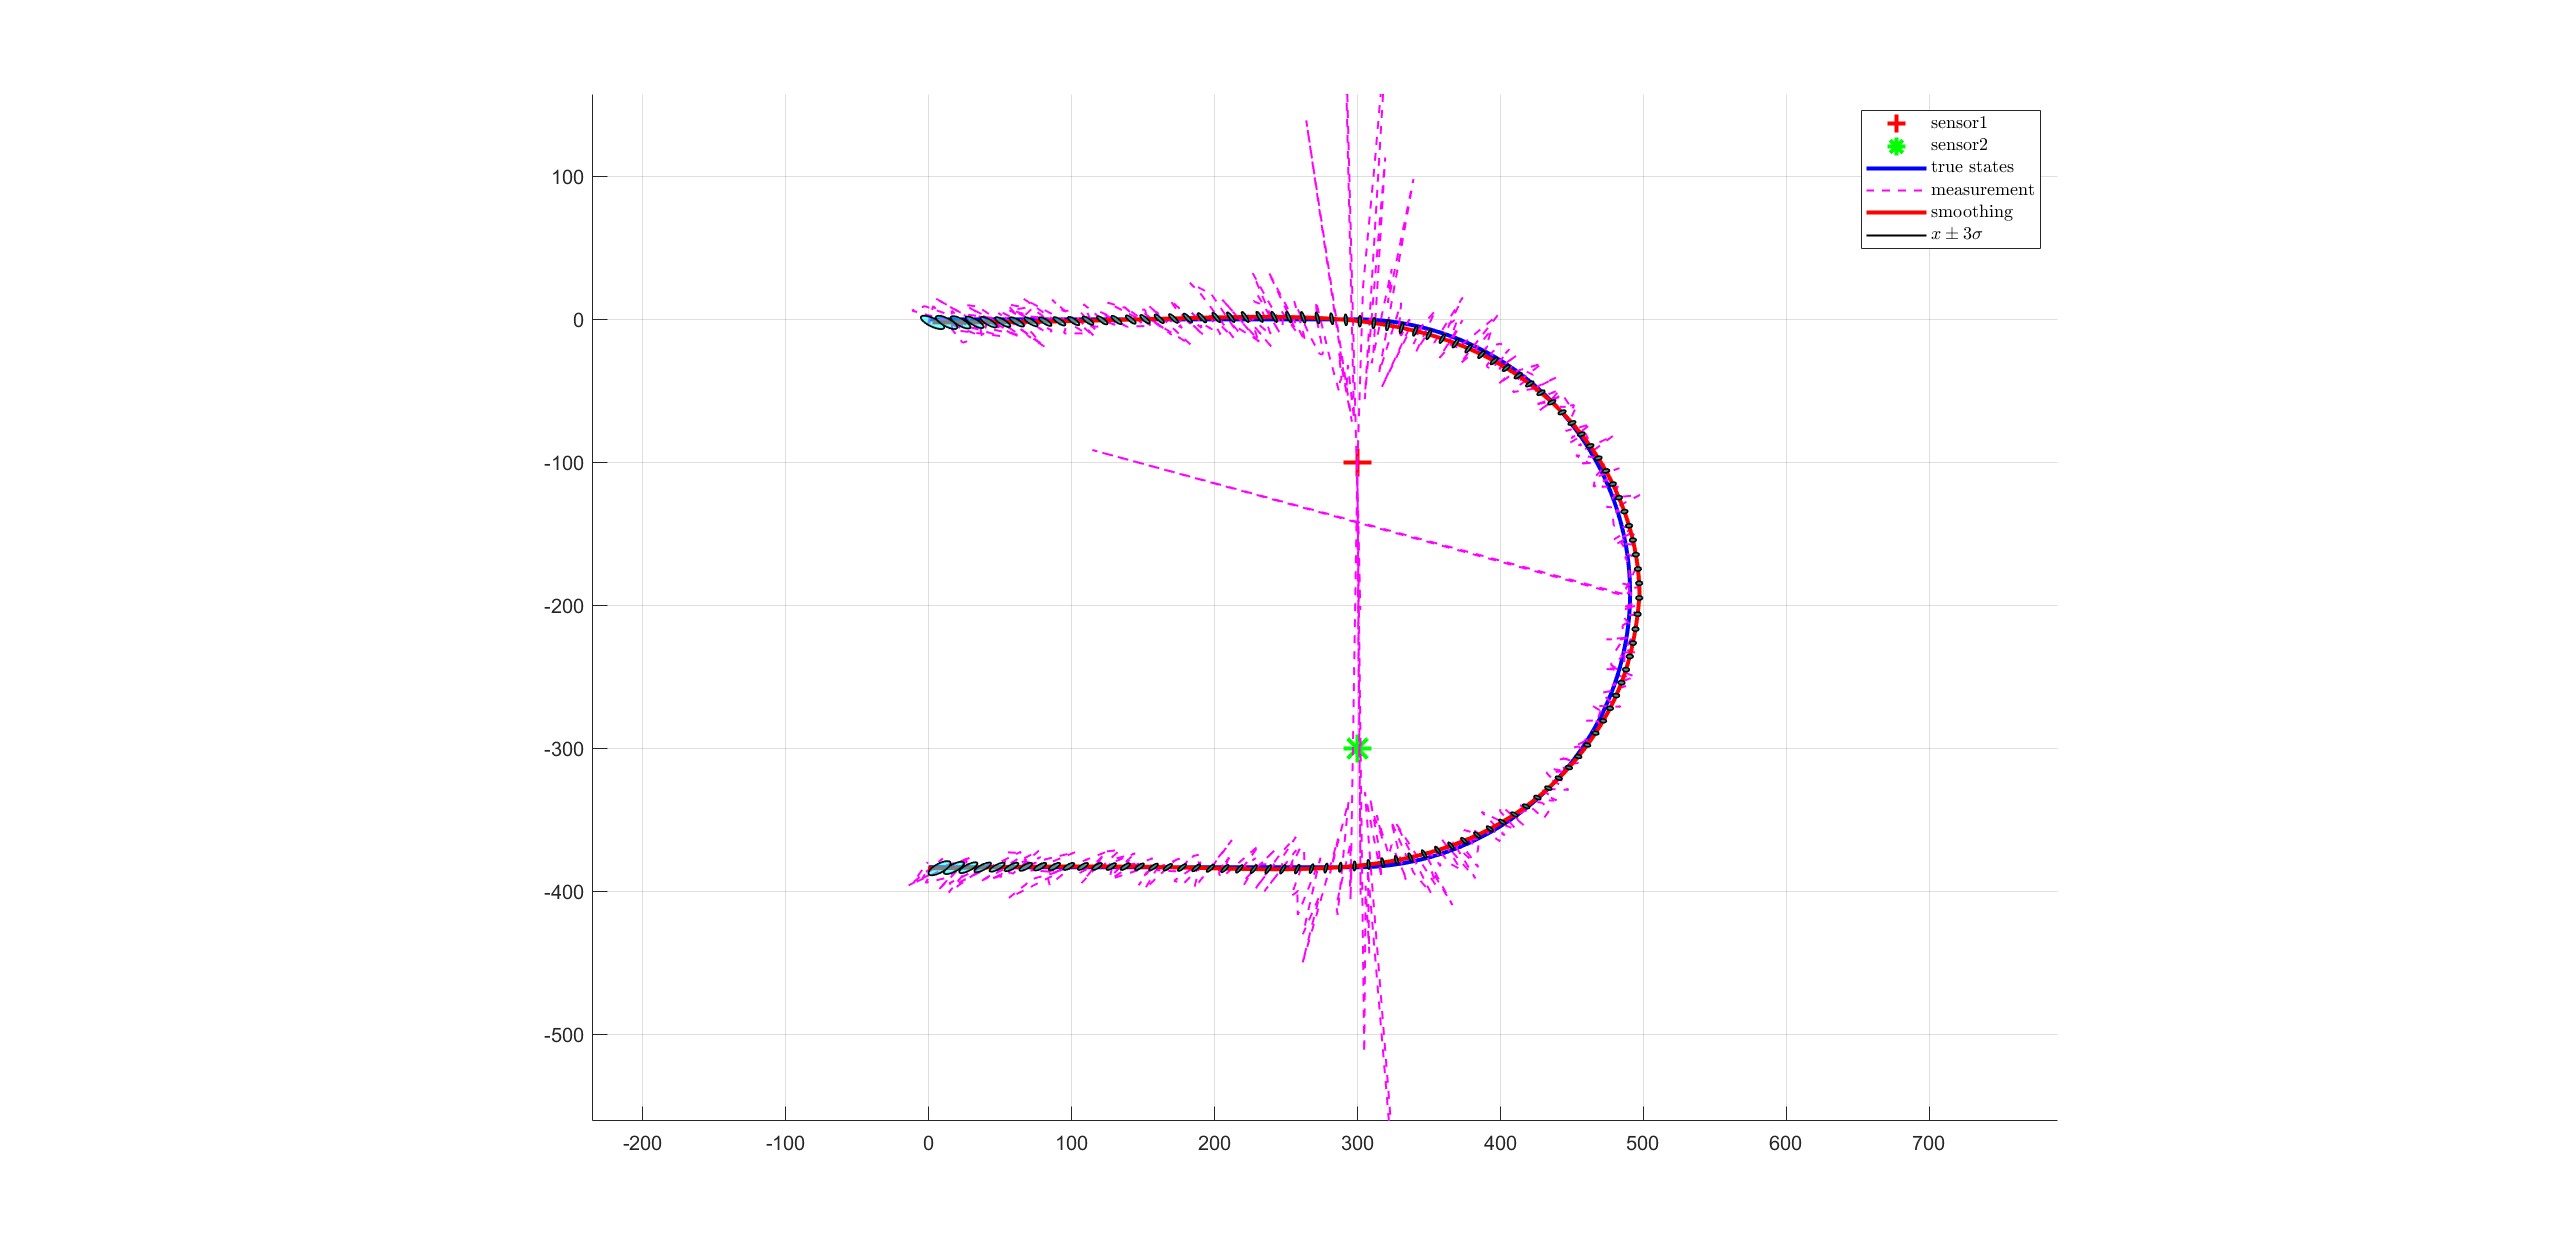 sensor1
sensor2
true states
measurement
smoothing
x ± 3σ
100
0
-100
-200
-300
-400
-500
-200 -100 0 100 200 300 400 500 600 700